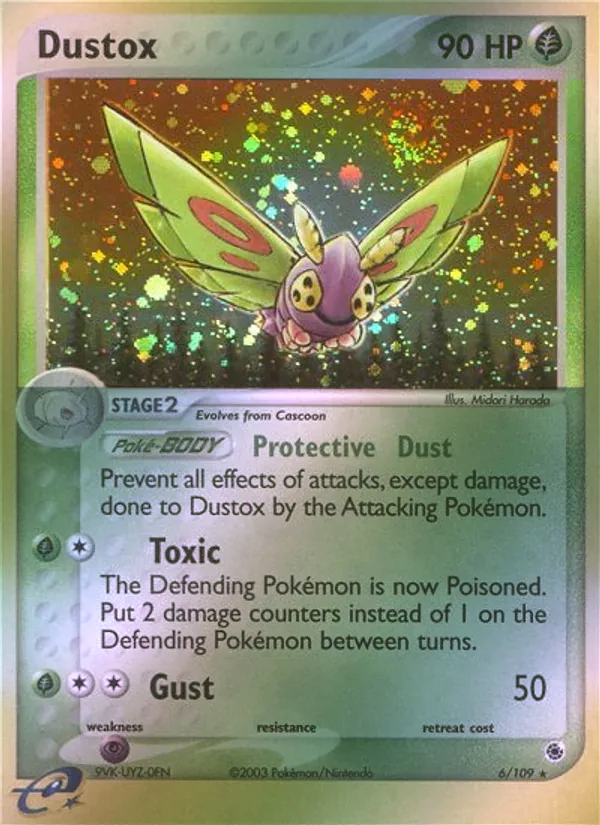 Dustox 90 HP
Illus. Midori Harada
STAGE2
Evolves from Cascoon
Poké-BODY Protective Dust
Prevent all effects of attacks, except damage,
done to Dustox by the Attacking Pokémon.
Toxic
The Defending Pokémon is now Poisoned.
Put 2 damage counters instead of 1 on the
Defending Pokémon between turns.
Gust 50
weakness resistance retreat cost
9VK-UYZ-0FN ©2003 Pokémon/Nintendo 6/109 ★
e